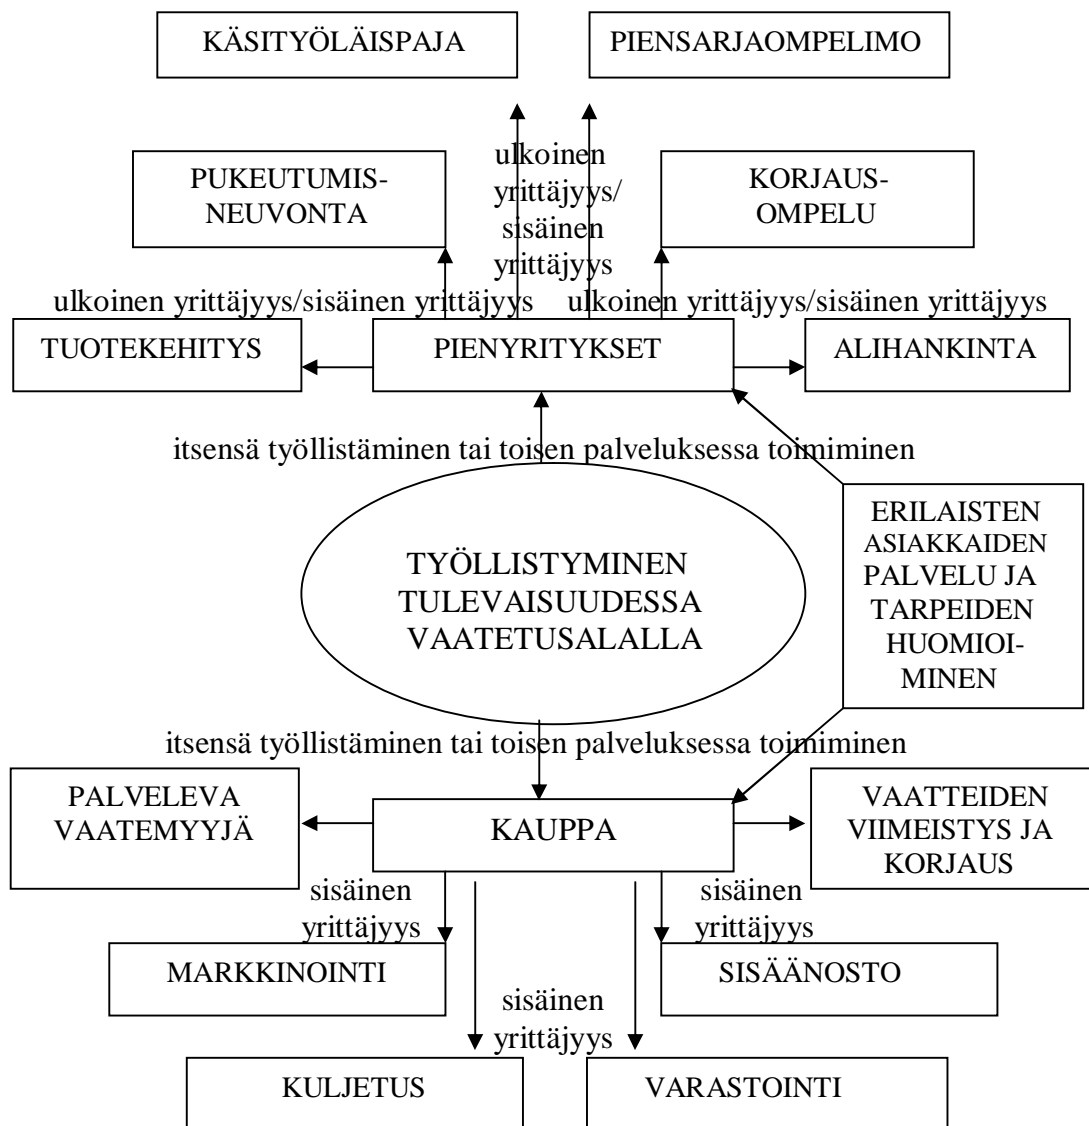 KÄSITYÖLÄISPAJA
PIENSARJAOMPELIMO
ulkoinen
yrittäjyys/
sisäinen
yrittäjyys
PUKEUTUMIS-
NEUVONTA
KORJAUS-
OMPELU
ulkoinen yrittäjyys/sisäinen yrittäjyys
ulkoinen yrittäjyys/sisäinen yrittäjyys
TUOTEKEHITYS
PIENYRITYKSET
ALIHANKINTA
itsensä työllistäminen tai toisen palveluksessa toimiminen
TYÖLLISTYMINEN
TULEVAISUUDESSA
VAATETUSALALLA
ERILAISTEN
ASIAKKAIDEN
PALVELU JA
TARPEIDEN
HUOMIOI-
MINEN
itsensä työllistäminen tai toisen palveluksessa toimiminen
PALVELEVA
VAATEMYYJÄ
KAUPPA
VAATTEIDEN
VIIMEISTYS JA
KORJAUS
sisäinen
yrittäjyys
sisäinen
yrittäjyys
MARKKINOINTI
SISÄÄNOSTO
sisäinen
yrittäjyys
KULJETUS
VARASTOINTI